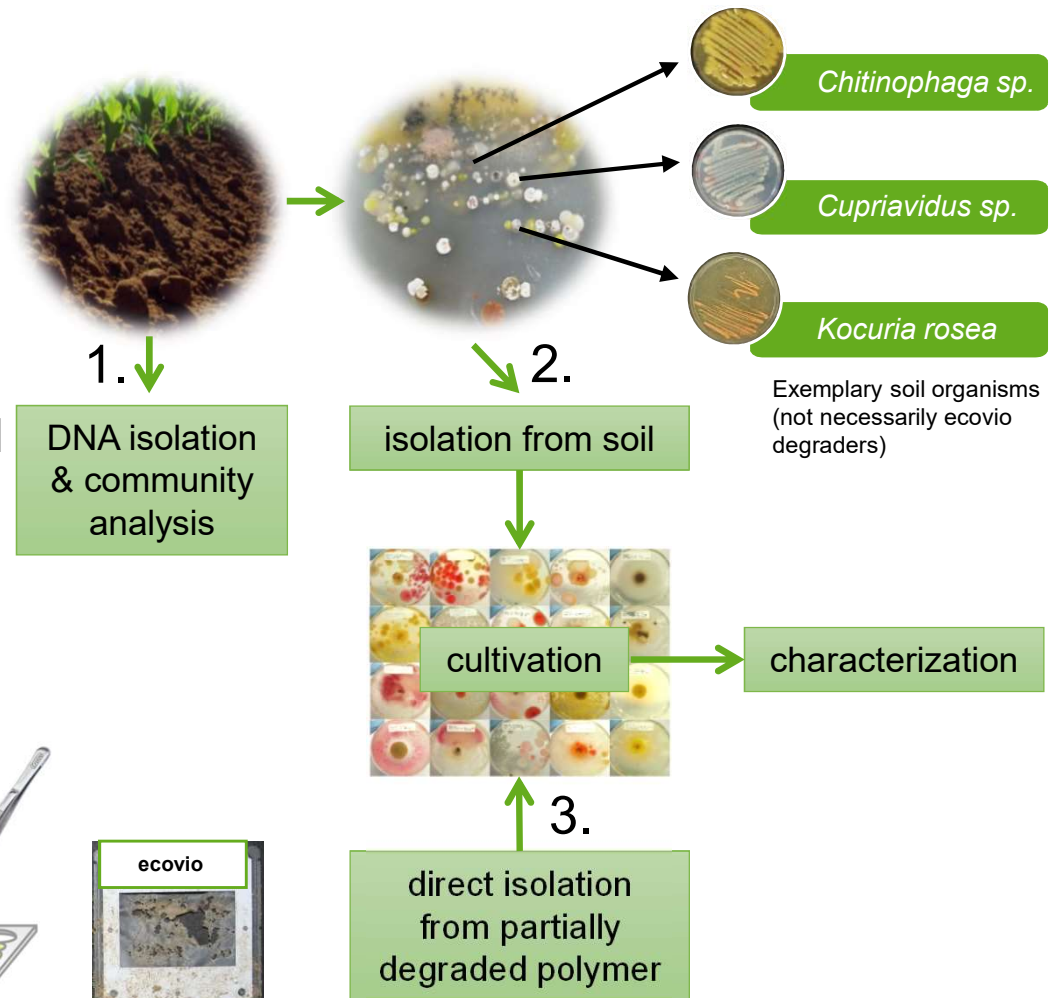 Chitinophaga sp.
Cupriavidus sp.
Kocuria rosea
Exemplary soil organisms
(not necessarily ecovio
degraders)
1.
DNA isolation
& community
analysis
2.
isolation from soil
cultivation
characterization
3.
direct isolation
from partially
degraded polymer
ecovio